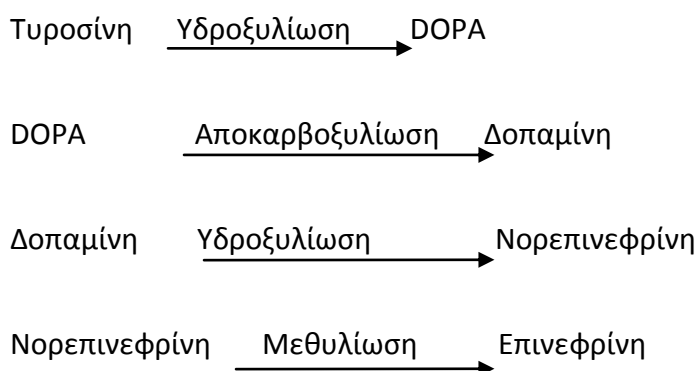 Τυροσίνη Υδροξυλίωση DOPA
DOPA Αποκαρβοξυλίωση Δοπαμίνη
Δοπαμίνη Υδροξυλίωση Νορεπινεφρίνη
Νορεπινεφρίνη Μεθυλίωση Επινεφρίνη